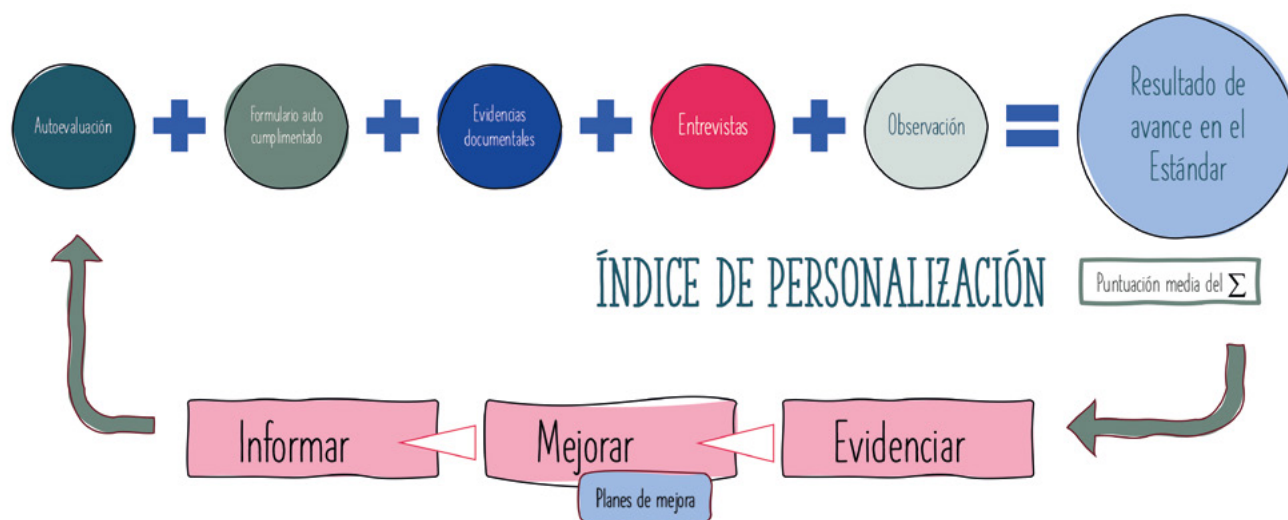 Autoevaluación
Formulario auto
cumplimentado
Evidencias
documentales
Entrevistas
Observación
Resultado de
avance en el
Estándar
ÍNDICE DE PERSONALIZACIÓN
Puntuación media del Σ
Informar
Mejorar
Evidenciar
Planes de mejora